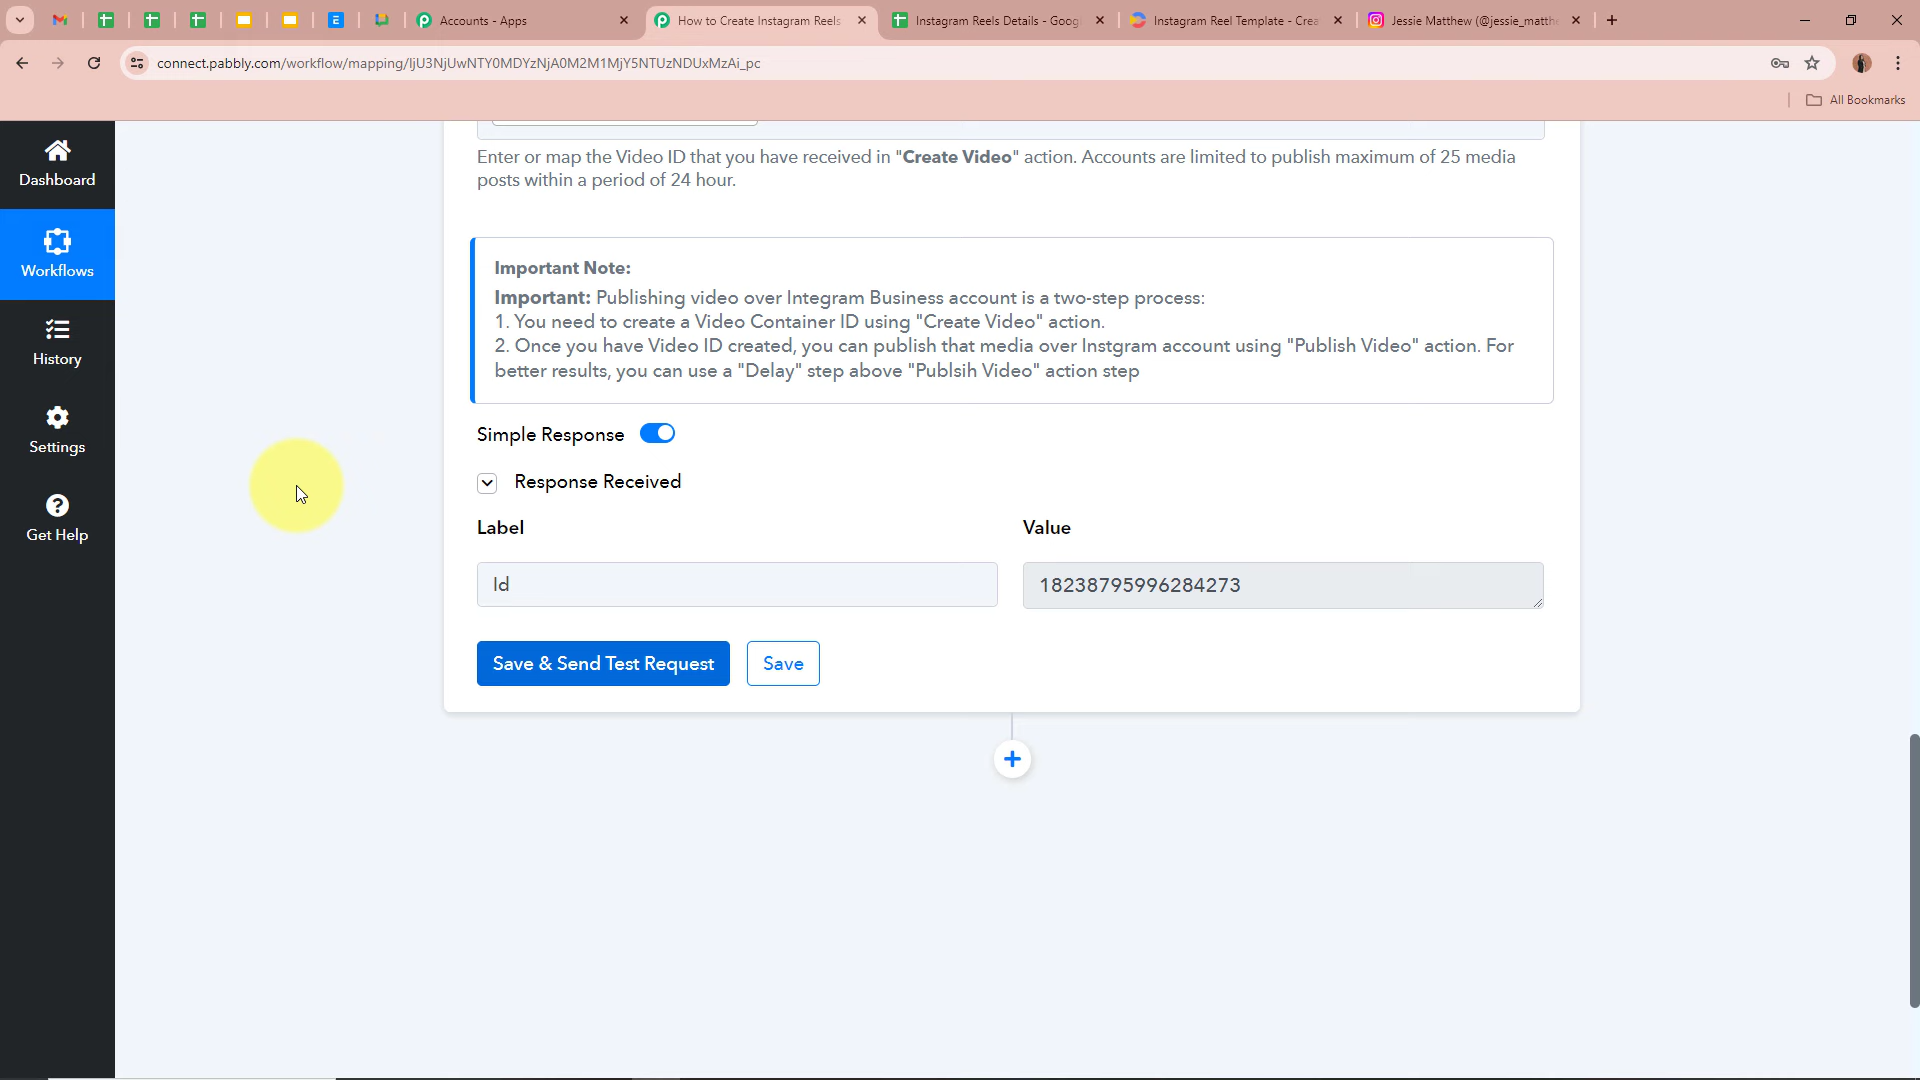 Accounts - Apps
How to Create Instagram Reels
Instagram Reels Details - Goog
Instagram Reel Template - Crea
Jessie Matthew (@jessie_matth
connect.pabbly.com/workflow/mapping/IjU3NjUwNTY0MDYzNjA0M2M1MjY5NTUzNDUxMzAi_pc
All Bookmarks
Dashboard
Workflows
History
Settings
Get Help
Enter or map the Video ID that you have received in "Create Video" action. Accounts are limited to publish maximum of 25 media
posts within a period of 24 hour.
Important Note:
Important: Publishing video over Integram Business account is a two-step process:
1. You need to create a Video Container ID using "Create Video" action.
2. Once you have Video ID created, you can publish that media over Instgram account using "Publish Video" action. For
better results, you can use a "Delay" step above "Publsih Video" action step
Simple Response
Response Received
Label
Value
Id
18238795996284273
Save & Send Test Request
Save